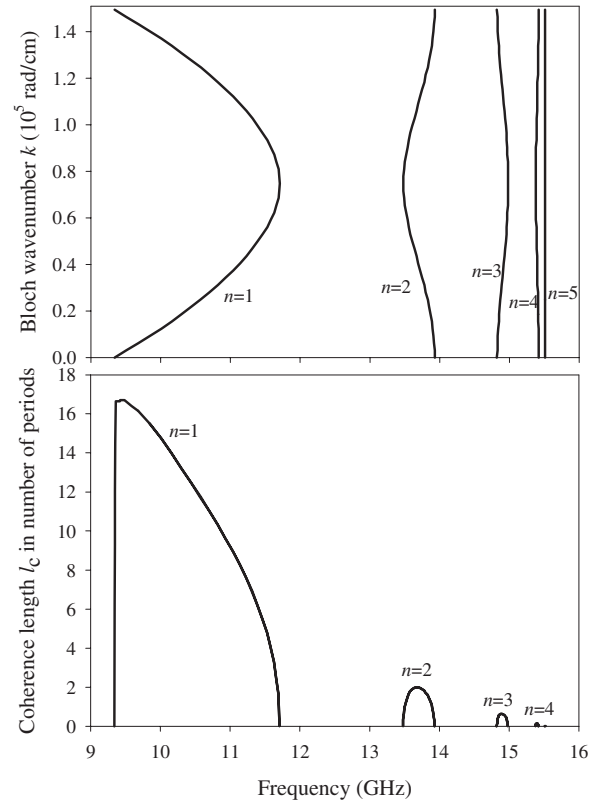 Bloch wavenumber k (10^5 rad/cm)
1.4
1.2
1.0
0.8
0.6
0.4
0.2
0.0
n=1
n=2
n=3
n=4
n=5
Coherence length l_c in number of periods
18
16
14
12
10
8
6
4
2
0
n=1
n=2
n=3
n=4
9 10 11 12 13 14 15 16
Frequency (GHz)